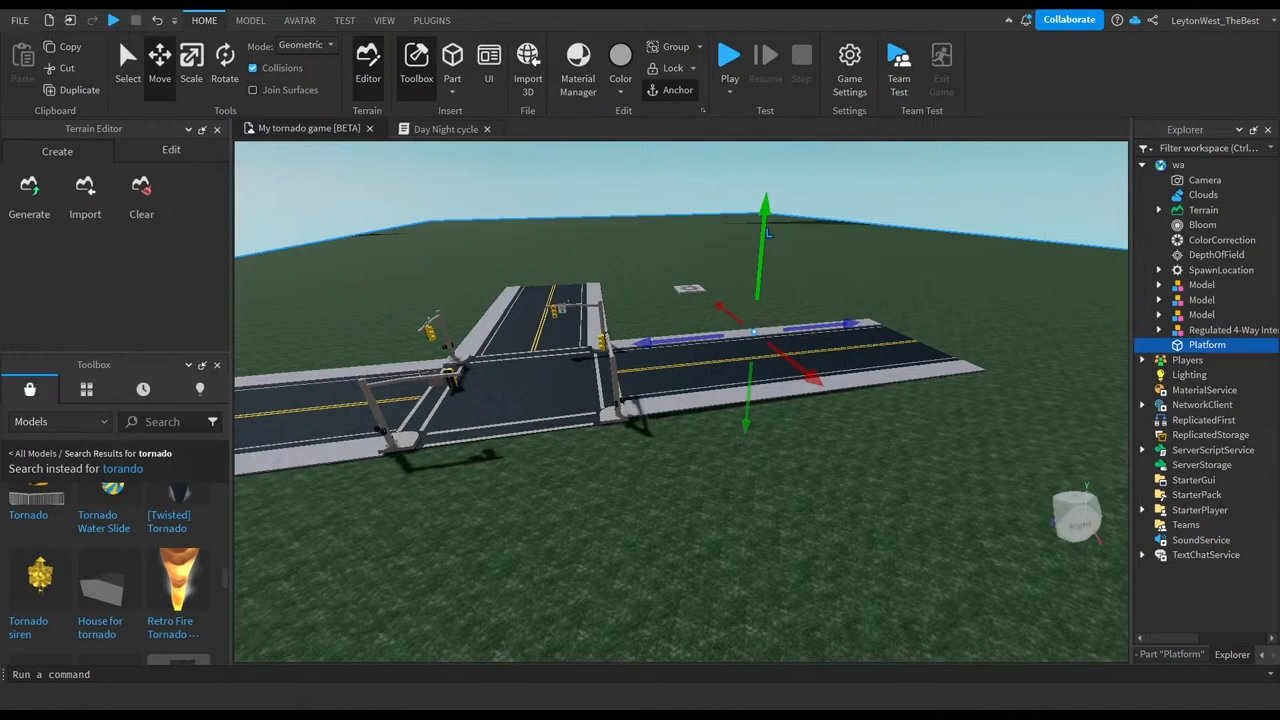 FILE HOME MODEL AVATAR TEST VIEW PLUGINS Collaborate LeytonWest_TheBest
Paste Copy Cut Duplicate
Clipboard
Select Move Scale Rotate
Mode: Geometric
Collisions
Join Surfaces
Tools
Editor
Terrain
Toolbox Part UI
Insert
Import 3D
File
Material Manager
Color
Group
Lock
Anchor
Edit
Play Resume Stop
Test
Game Settings
Settings
Team Test
Exit Game
Team Test
Terrain Editor
Create Edit
Generate Import Clear
My tornado game [BETA] Day Night cycle
L
Right
Y
Toolbox
Models Search
< All Models / Search Results for tornado
Search instead for torando
Tornado
Tornado Water Slide
[Twisted] Tornado
Tornado siren
House for tornado
Retro Fire Tornado ...
Explorer
Filter workspace (Ctrl...
wa
Camera
Clouds
Terrain
Bloom
ColorCorrection
DepthOfField
SpawnLocation
Model
Model
Model
Regulated 4-Way Inte
Platform
Players
Lighting
MaterialService
NetworkClient
ReplicatedFirst
ReplicatedStorage
ServerScriptService
ServerStorage
StarterGui
StarterPack
StarterPlayer
Teams
SoundService
TextChatService
- Part "Platform" Explorer
Run a command